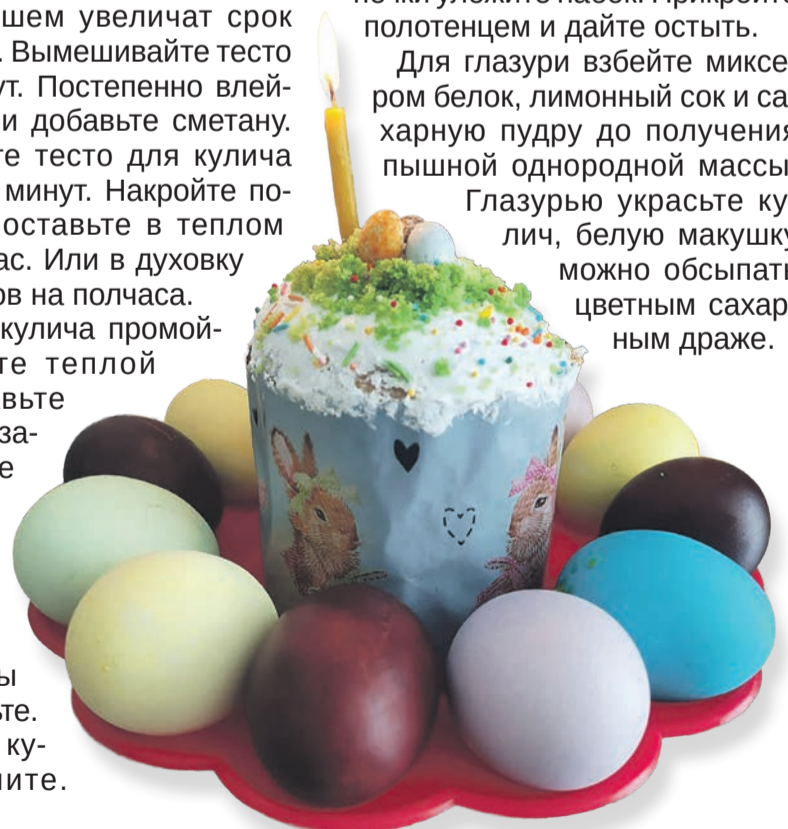 шем увеличат срок
. Вымешивайте тесто
ут. Постепенно влей-
и добавьте сметану.
те тесто для кулича
минут. Накройте по-
оставьте в теплом
ас. Или в духовку
ов на полчаса.
кулича промой-
те теплой
вьте
за-
е
ы
ьте.
ку-
ите.
полотенцем и дайте остыть.
Для глазури взбейте миксе-
ром белок, лимонный сок и са-
харную пудру до получения
пышной однородной массы
Глазурью украсьте ку-
лич, белую макушку
можно обсыпать
цветным сахар-
ным драже.